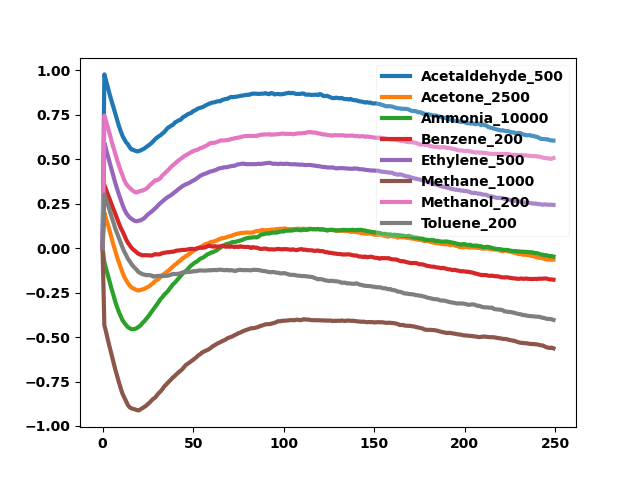 1.00
0.75
0.50
0.25
0.00
−0.25
−0.50
−0.75
−1.00
0
50
100
150
200
250
Acetaldehyde_500
Acetone_2500
Ammonia_10000
Benzene_200
Ethylene_500
Methane_1000
Methanol_200
Toluene_200